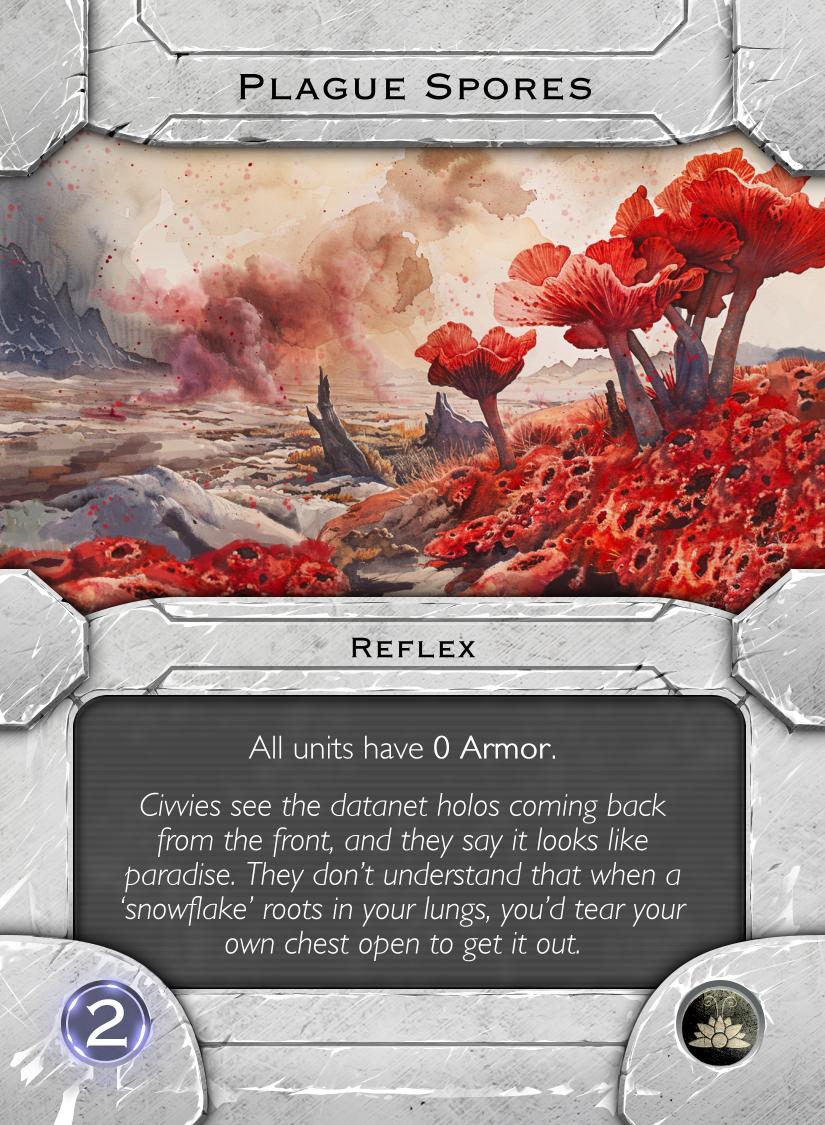 Plague Spores
Reflex
All units have 0 Armor.
Civvies see the datanet holos coming back
from the front, and they say it looks like
paradise. They don’t understand that when a
‘snowflake’ roots in your lungs, you’d tear your
own chest open to get it out.
2